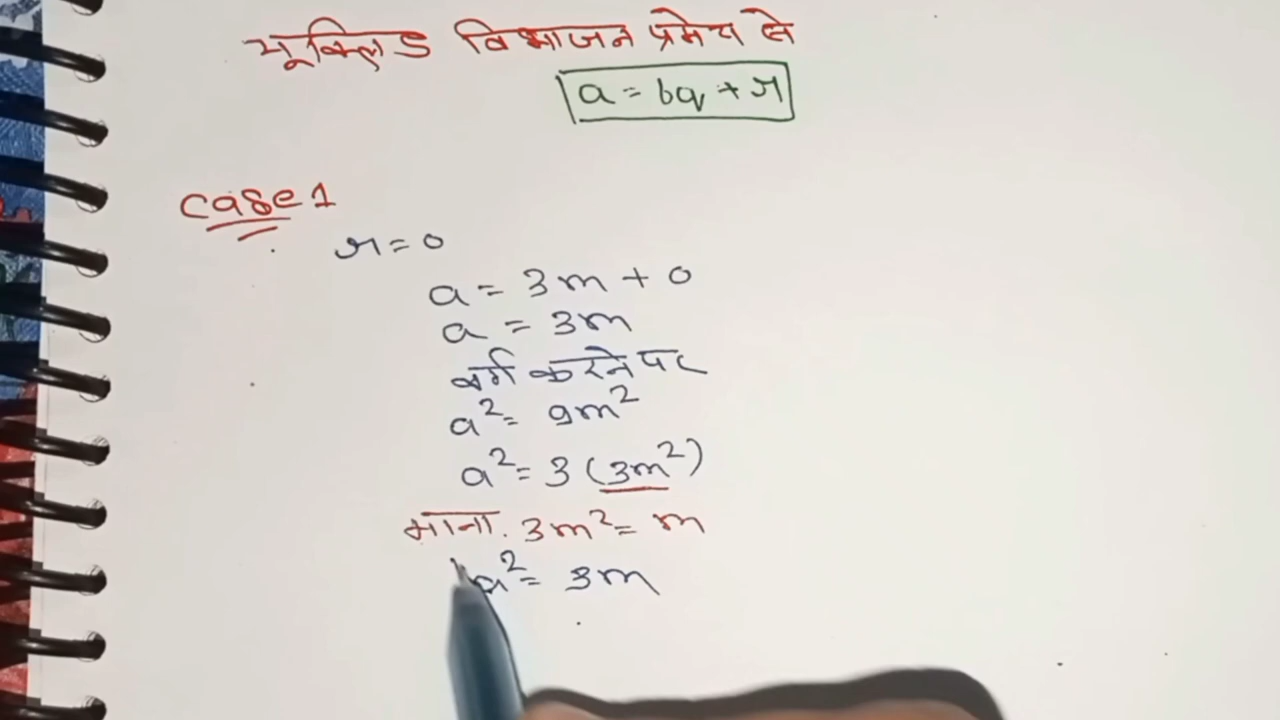 यूक्लिड विभाजन प्रमेय से
a = bq + r
case 1
r = 0
a = 3m + 0
a = 3m
वर्ग करने पर
a² = 9m²
a² = 3 (3m²)
माना. 3m² = m
a² = 3m